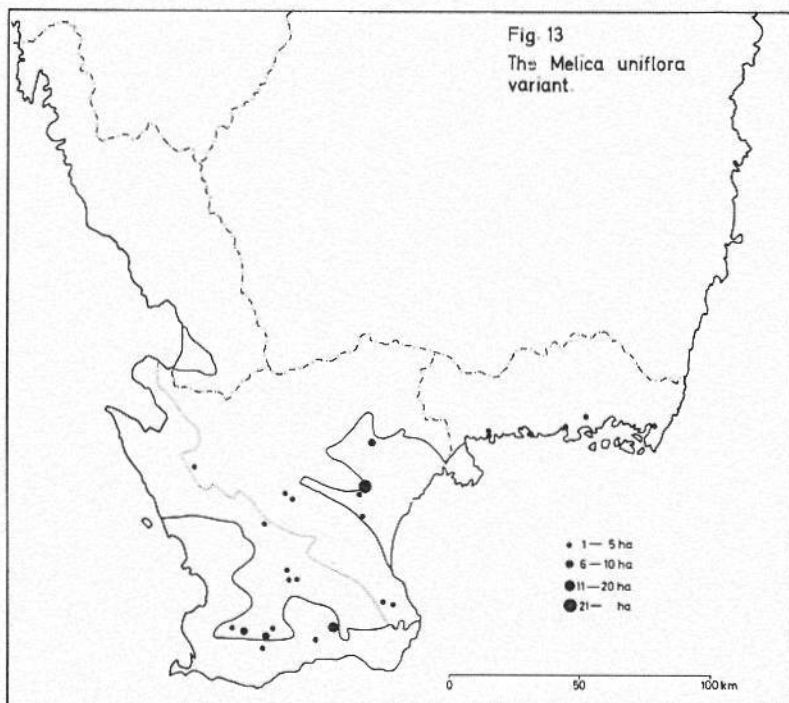 Fig. 13
The Melica uniflora
variant.
1 — 5 ha
6 — 10 ha
11 — 20 ha
21 — ha
0 50 100 km